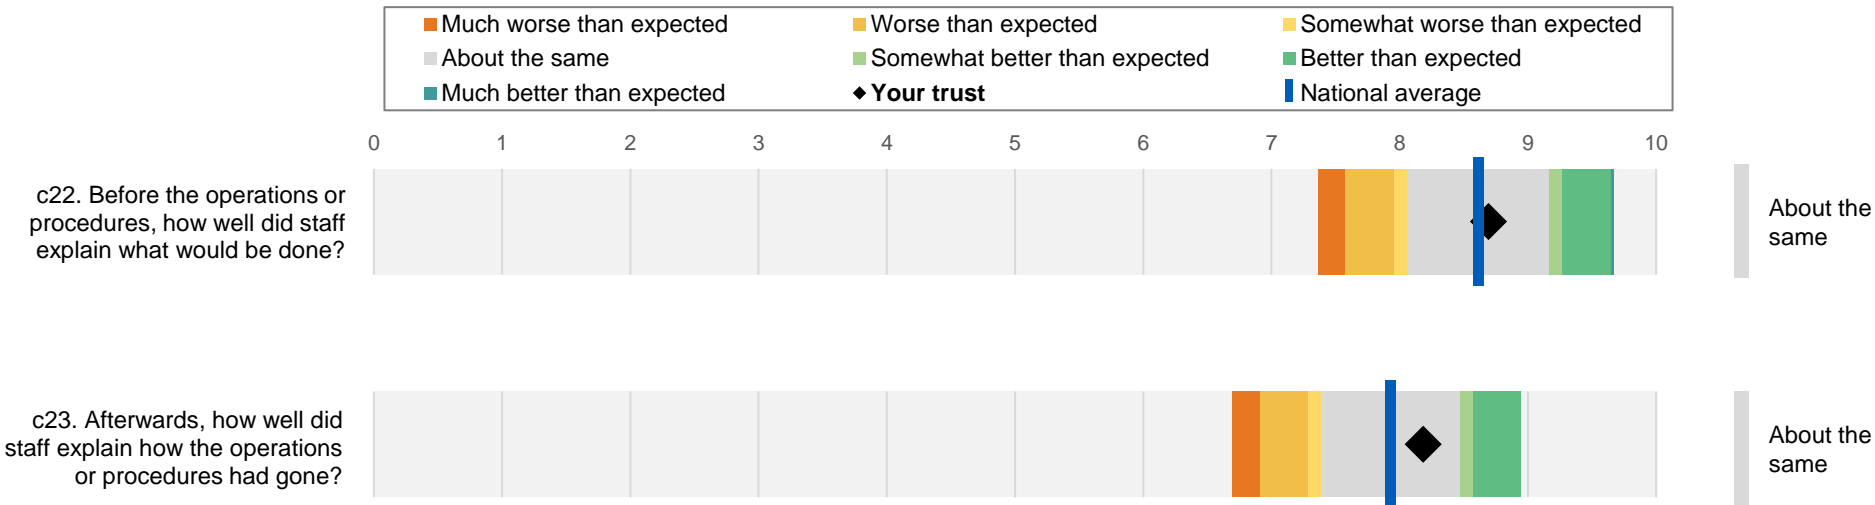 Much worse than expected
Worse than expected
Somewhat worse than expected
About the same
Somewhat better than expected
Better than expected
Much better than expected
Your trust
National average
0 1 2 3 4 5 6 7 8 9 10
c22. Before the operations or
procedures, how well did staff
explain what would be done?
About the
same
c23. Afterwards, how well did
staff explain how the operations
or procedures had gone?
About the
same